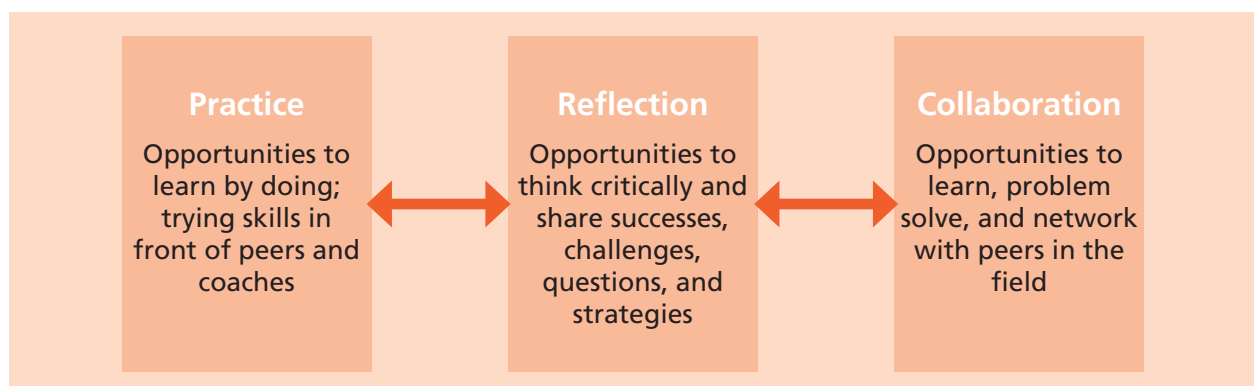 Practice
Opportunities to
learn by doing;
trying skills in
front of peers and
coaches
Reflection
Opportunities to
think critically and
share successes,
challenges,
questions, and
strategies
Collaboration
Opportunities to
learn, problem
solve, and network
with peers in the
field